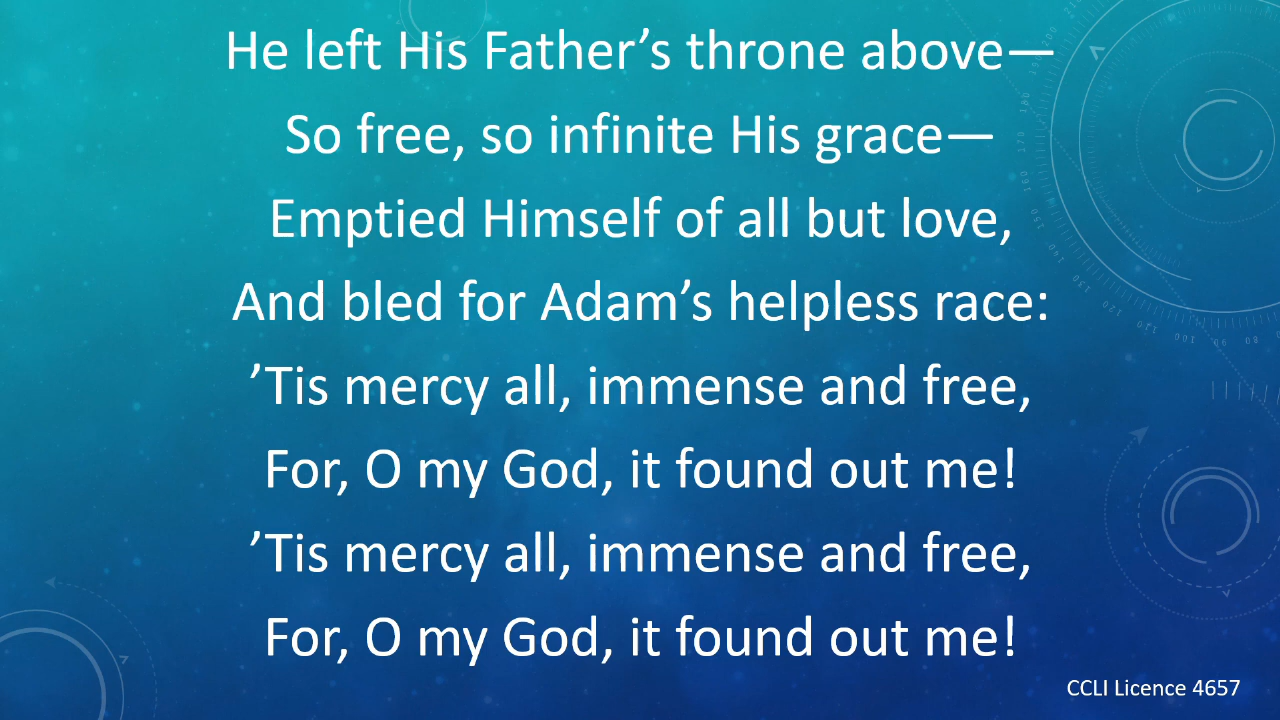 He left His Father’s throne above—
So free, so infinite His grace—
Emptied Himself of all but love,
And bled for Adam’s helpless race:
’Tis mercy all, immense and free,
For, O my God, it found out me!
’Tis mercy all, immense and free,
For, O my God, it found out me!
CCLI Licence 4657